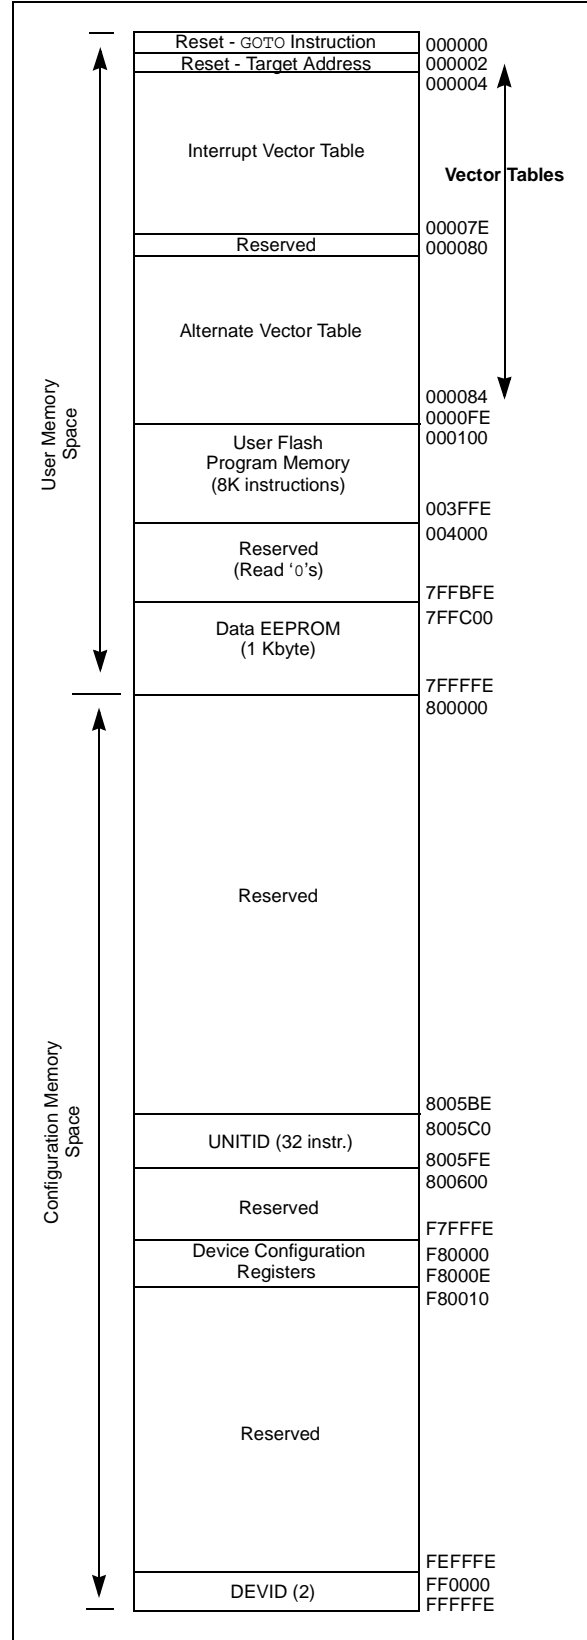 Reset - GOTO Instruction
000000
Reset - Target Address
000002
000004
Interrupt Vector Table
Vector Tables
00007E
Reserved
000080
Alternate Vector Table
000084
0000FE
User Memory
Space
User Flash
Program Memory
(8K instructions)
000100
003FFE
004000
Reserved
(Read ‘0’s)
7FFBFE
7FFC00
Data EEPROM
(1 Kbyte)
7FFFFE
800000
Reserved
Configuration Memory
Space
8005BE
8005C0
UNITID (32 instr.)
8005FE
800600
Reserved
F7FFFE
Device Configuration
Registers
F80000
F8000E
F80010
Reserved
FEFFFE
FF0000
DEVID (2)
FFFFFE